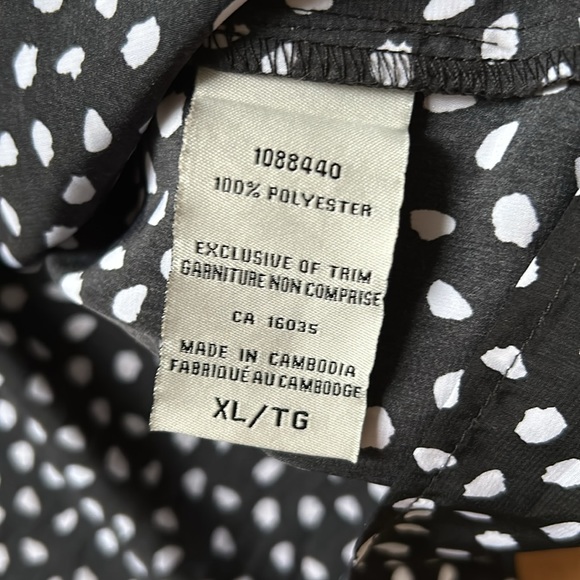 1088440
100% POLYESTER
EXCLUSIVE OF TRIM
GARNITURE NON COMPRISE
CA 16035
MADE IN CAMBODIA
FABRIQUÉ AU CAMBODGE
XL/TG